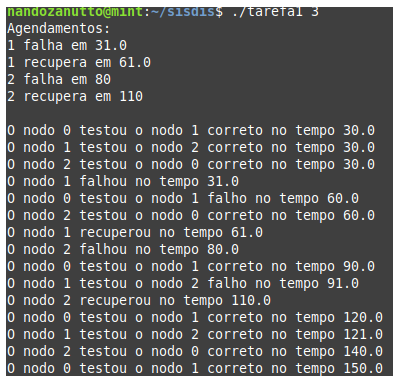 nandozanutto@mint:~/sisdis$ ./tarefa1 3
Agendamentos:
1 falha em 31.0
1 recupera em 61.0
2 falha em 80
2 recupera em 110
O nodo 0 testou o nodo 1 correto no tempo 30.0
O nodo 1 testou o nodo 2 correto no tempo 30.0
O nodo 2 testou o nodo 0 correto no tempo 30.0
O nodo 1 falhou no tempo 31.0
O nodo 0 testou o nodo 1 falho no tempo 60.0
O nodo 2 testou o nodo 0 correto no tempo 60.0
O nodo 1 recuperou no tempo 61.0
O nodo 2 falhou no tempo 80.0
O nodo 0 testou o nodo 1 correto no tempo 90.0
O nodo 1 testou o nodo 2 falho no tempo 91.0
O nodo 2 recuperou no tempo 110.0
O nodo 0 testou o nodo 1 correto no tempo 120.0
O nodo 1 testou o nodo 2 correto no tempo 121.0
O nodo 2 testou o nodo 0 correto no tempo 140.0
O nodo 0 testou o nodo 1 correto no tempo 150.0